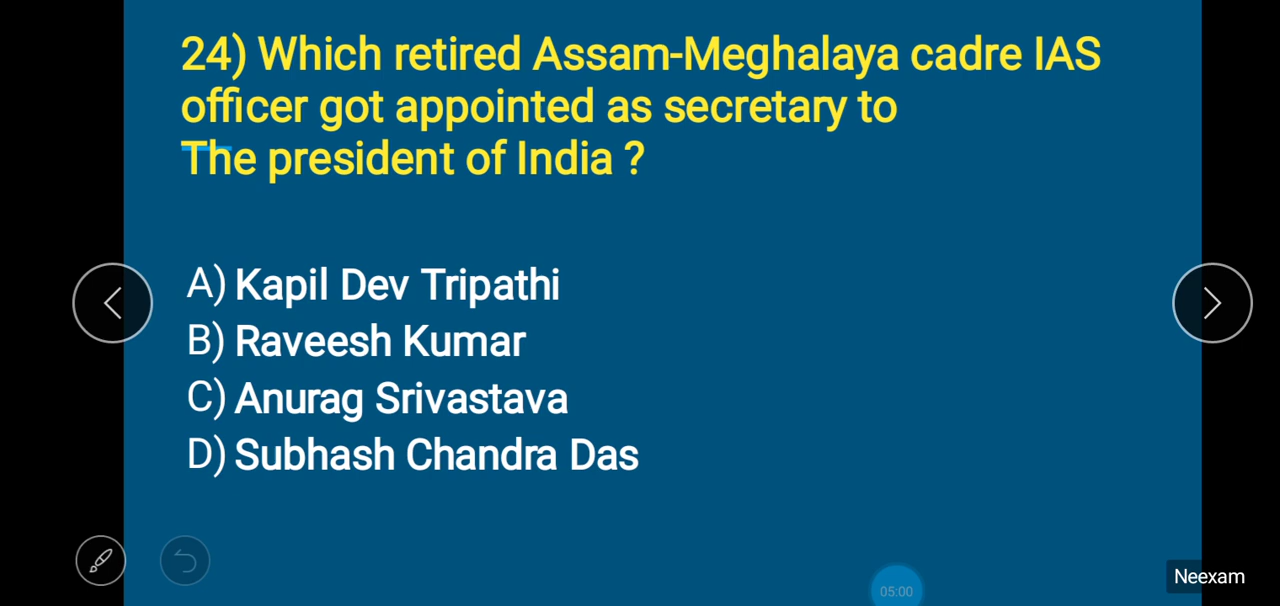 24) Which retired Assam-Meghalaya cadre IAS
officer got appointed as secretary to
The president of India ?
A) Kapil Dev Tripathi
B) Raveesh Kumar
C) Anurag Srivastava
D) Subhash Chandra Das
05:00
Neexam